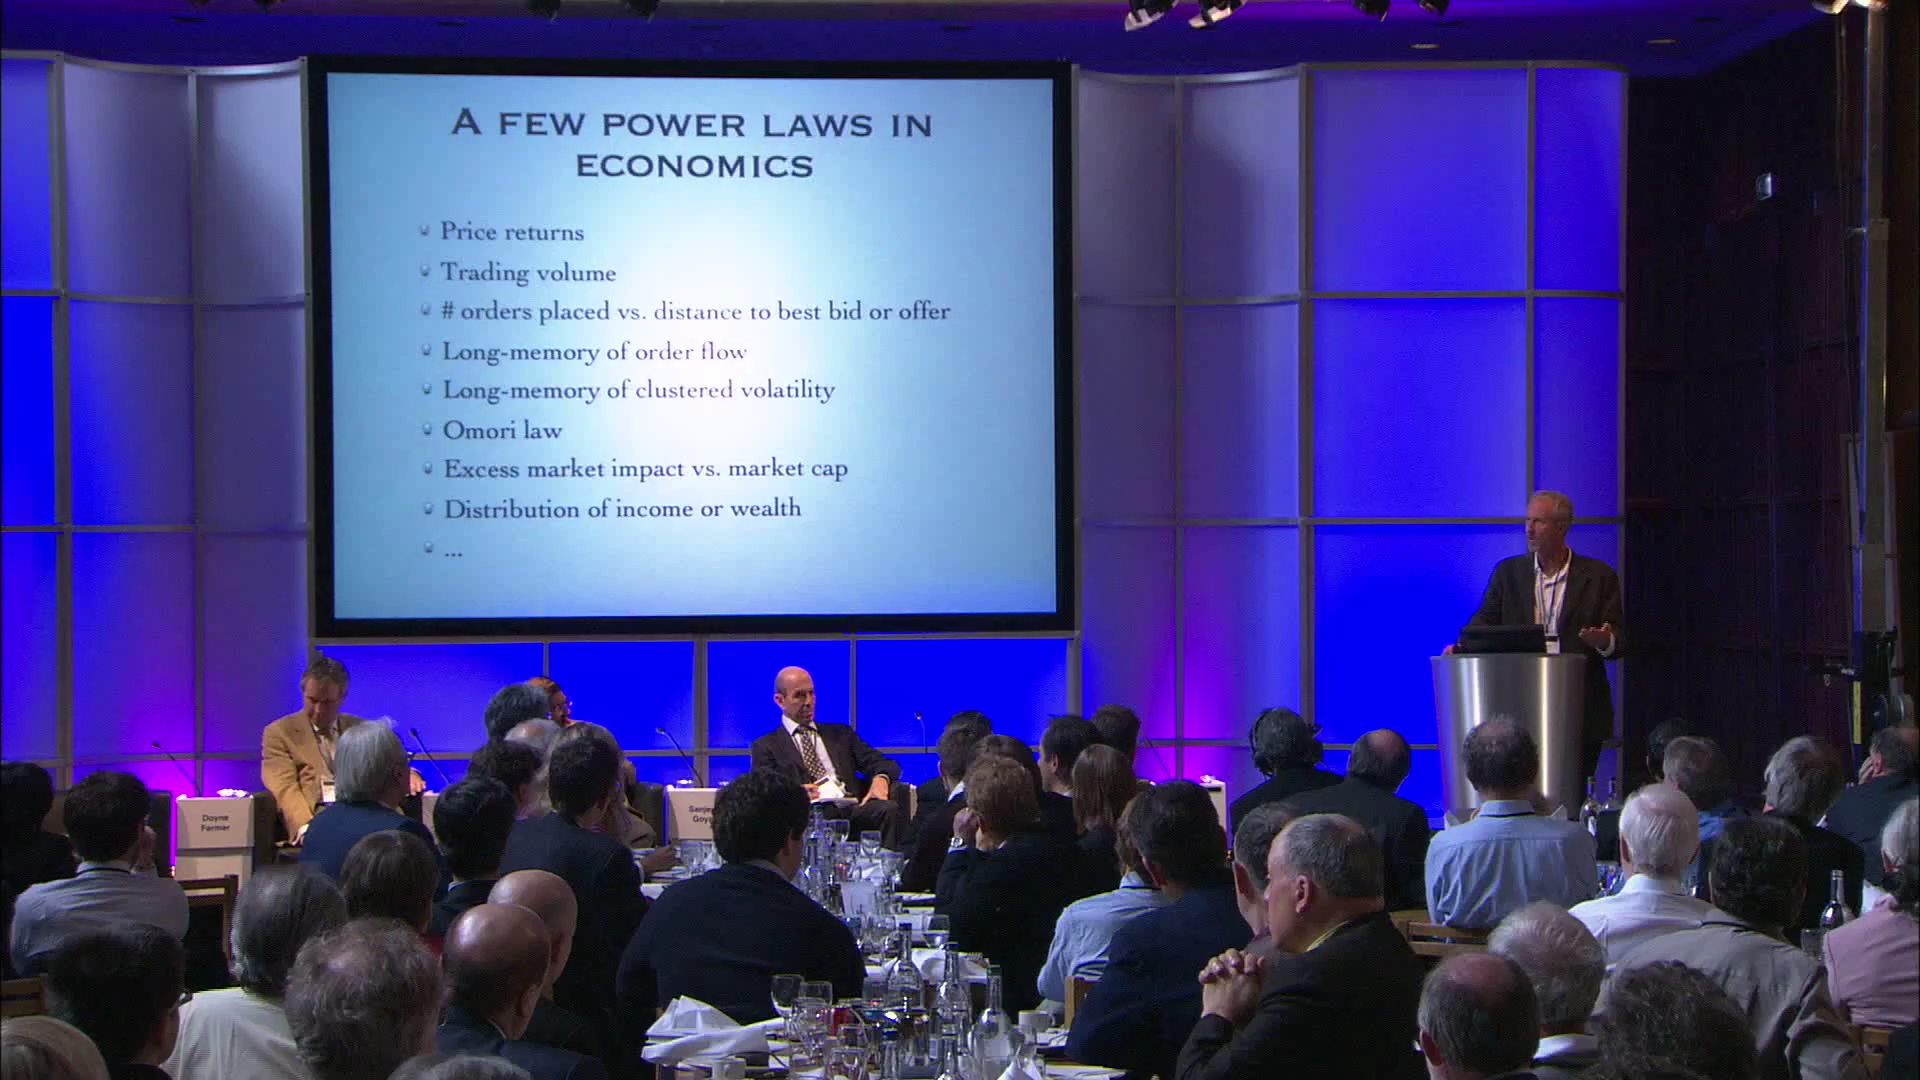 A FEW POWER LAWS IN
ECONOMICS
Price returns
Trading volume
# orders placed vs. distance to best bid or offer
Long-memory of order flow
Long-memory of clustered volatility
Omori law
Excess market impact vs. market cap
Distribution of income or wealth
...
Doyne
Farmer